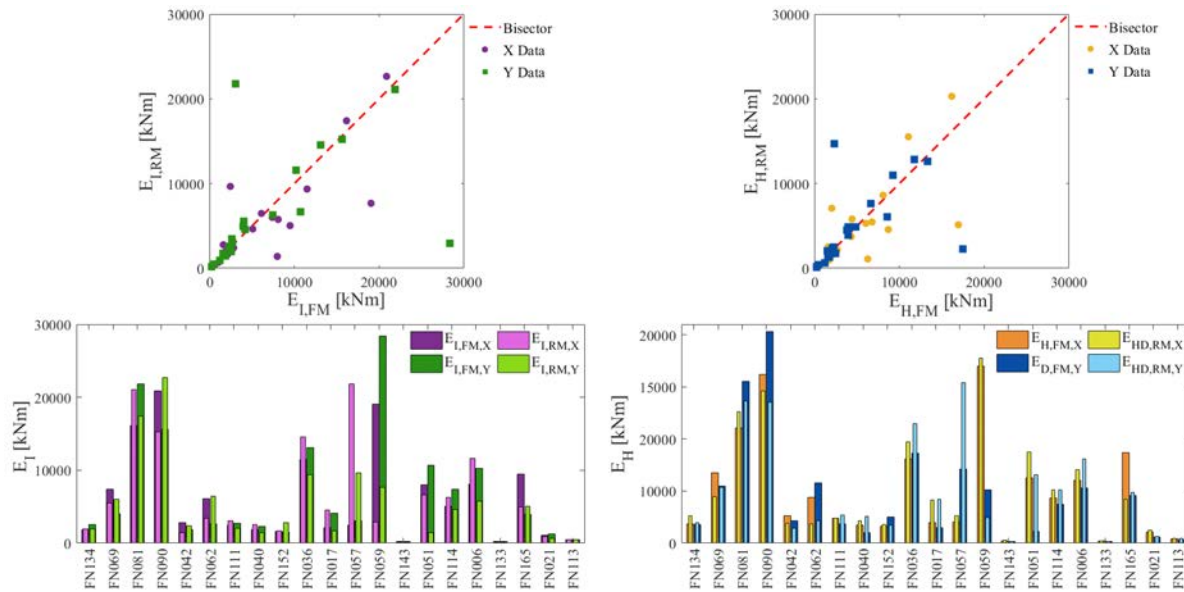 30000
20000
10000
0
E_I,RM [kNm]
Bisector
X Data
Y Data
0 10000 20000 30000
E_I,FM [kNm]
30000
20000
10000
0
E_H,RM [kNm]
Bisector
X Data
Y Data
0 10000 20000 30000
E_H,FM [kNm]
30000
20000
10000
0
E_I [kNm]
E_I,FM,X E_I,RM,X
E_I,FM,Y E_I,RM,Y
FN134 FN069 FN081 FN090 FN042 FN062 FN111 FN040 FN152 FN036 FN017 FN057 FN059 FN143 FN051 FN114 FN006 FN133 FN165 FN021 FN113
20000
15000
20000
10000
0
E_H [kNm]
E_H,FM,X E_HD,RM,X
E_D,FM,Y E_HD,RM,Y
FN134 FN069 FN081 FN090 FN042 FN062 FN111 FN040 FN152 FN036 FN017 FN057 FN059 FN143 FN051 FN114 FN006 FN133 FN165 FN021 FN113